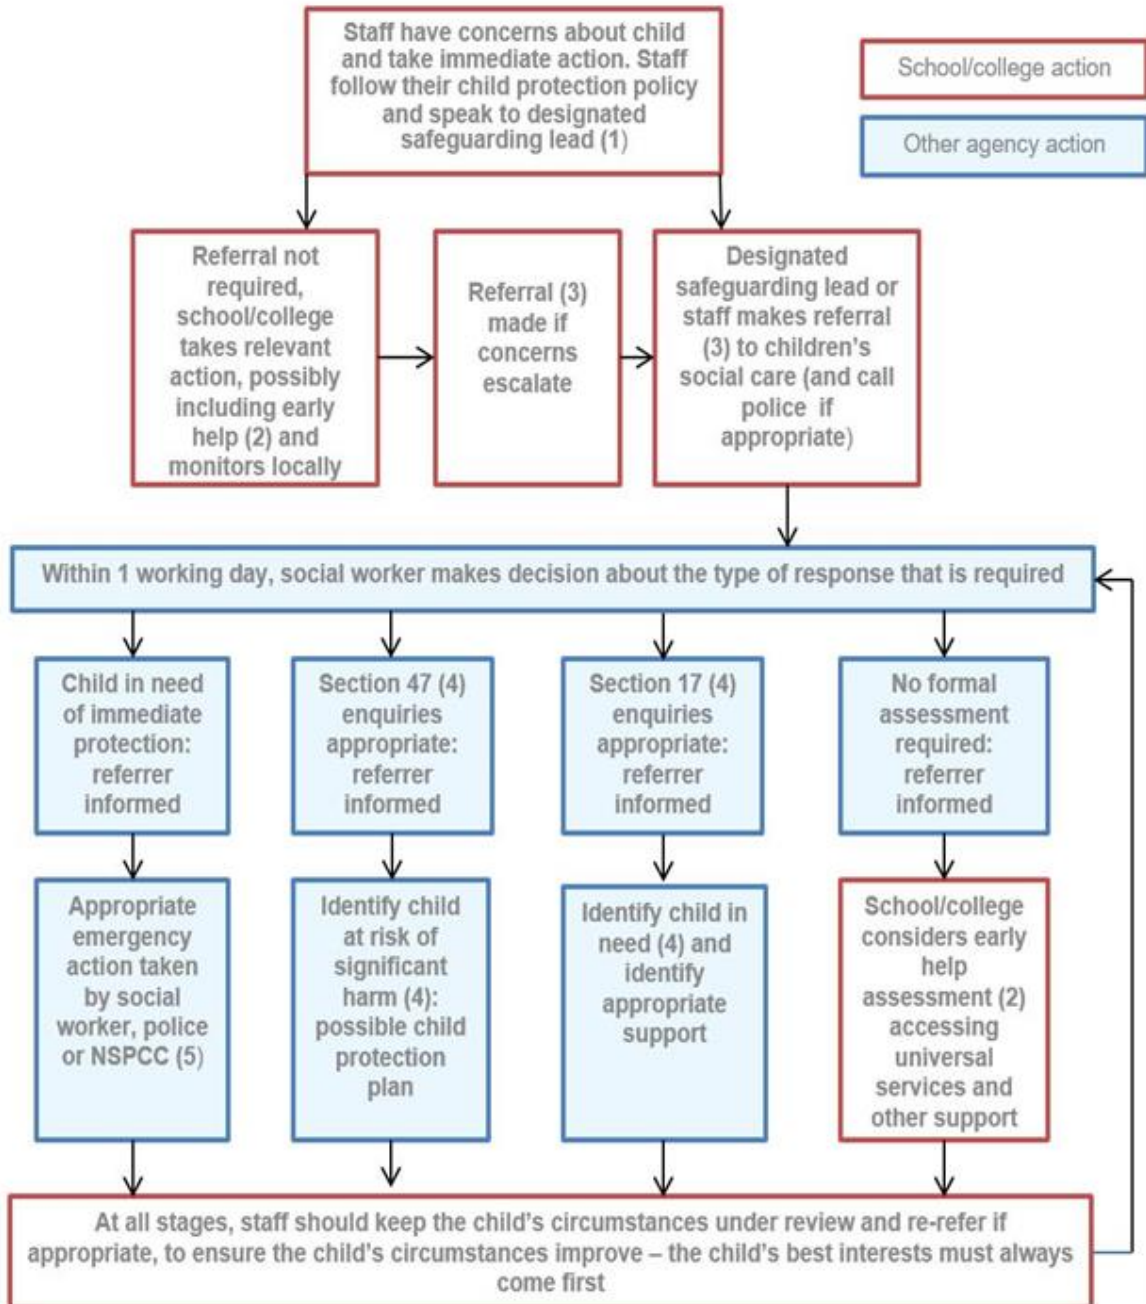 Staff have concerns about child
and take immediate action. Staff
follow their child protection policy
and speak to designated
safeguarding lead (1)
School/college action
Other agency action
Referral not
required,
school/college
takes relevant
action, possibly
including early
help (2) and
monitors locally
Referral (3)
made if
concerns
escalate
Designated
safeguarding lead or
staff makes referral
(3) to children's
social care (and call
police if
appropriate)
Within 1 working day, social worker makes decision about the type of response that is required
Child in need
of immediate
protection:
referrer
informed
Section 47 (4)
enquiries
appropriate:
referrer
informed
Section 17 (4)
enquiries
appropriate:
referrer
informed
No formal
assessment
required:
referrer
informed
Appropriate
emergency
action taken
by social
worker, police
or NSPCC (5)
Identify child
at risk of
significant
harm (4):
possible child
protection
plan
Identify child in
need (4) and
identify
appropriate
support
School/college
considers early
help
assessment (2)
accessing
universal
services and
other support
At all stages, staff should keep the child's circumstances under review and re-refer if
appropriate, to ensure the child's circumstances improve – the child's best interests must always
come first